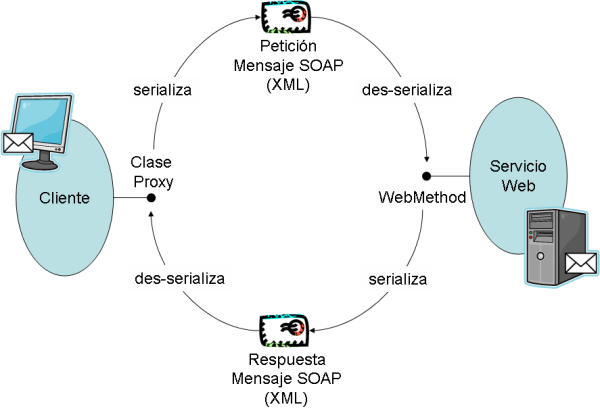 Petición
Mensaje SOAP
(XML)
serializa
des-serializa
Clase
Proxy
Cliente
Servicio
Web
WebMethod
des-serializa
serializa
Respuesta
Mensaje SOAP
(XML)